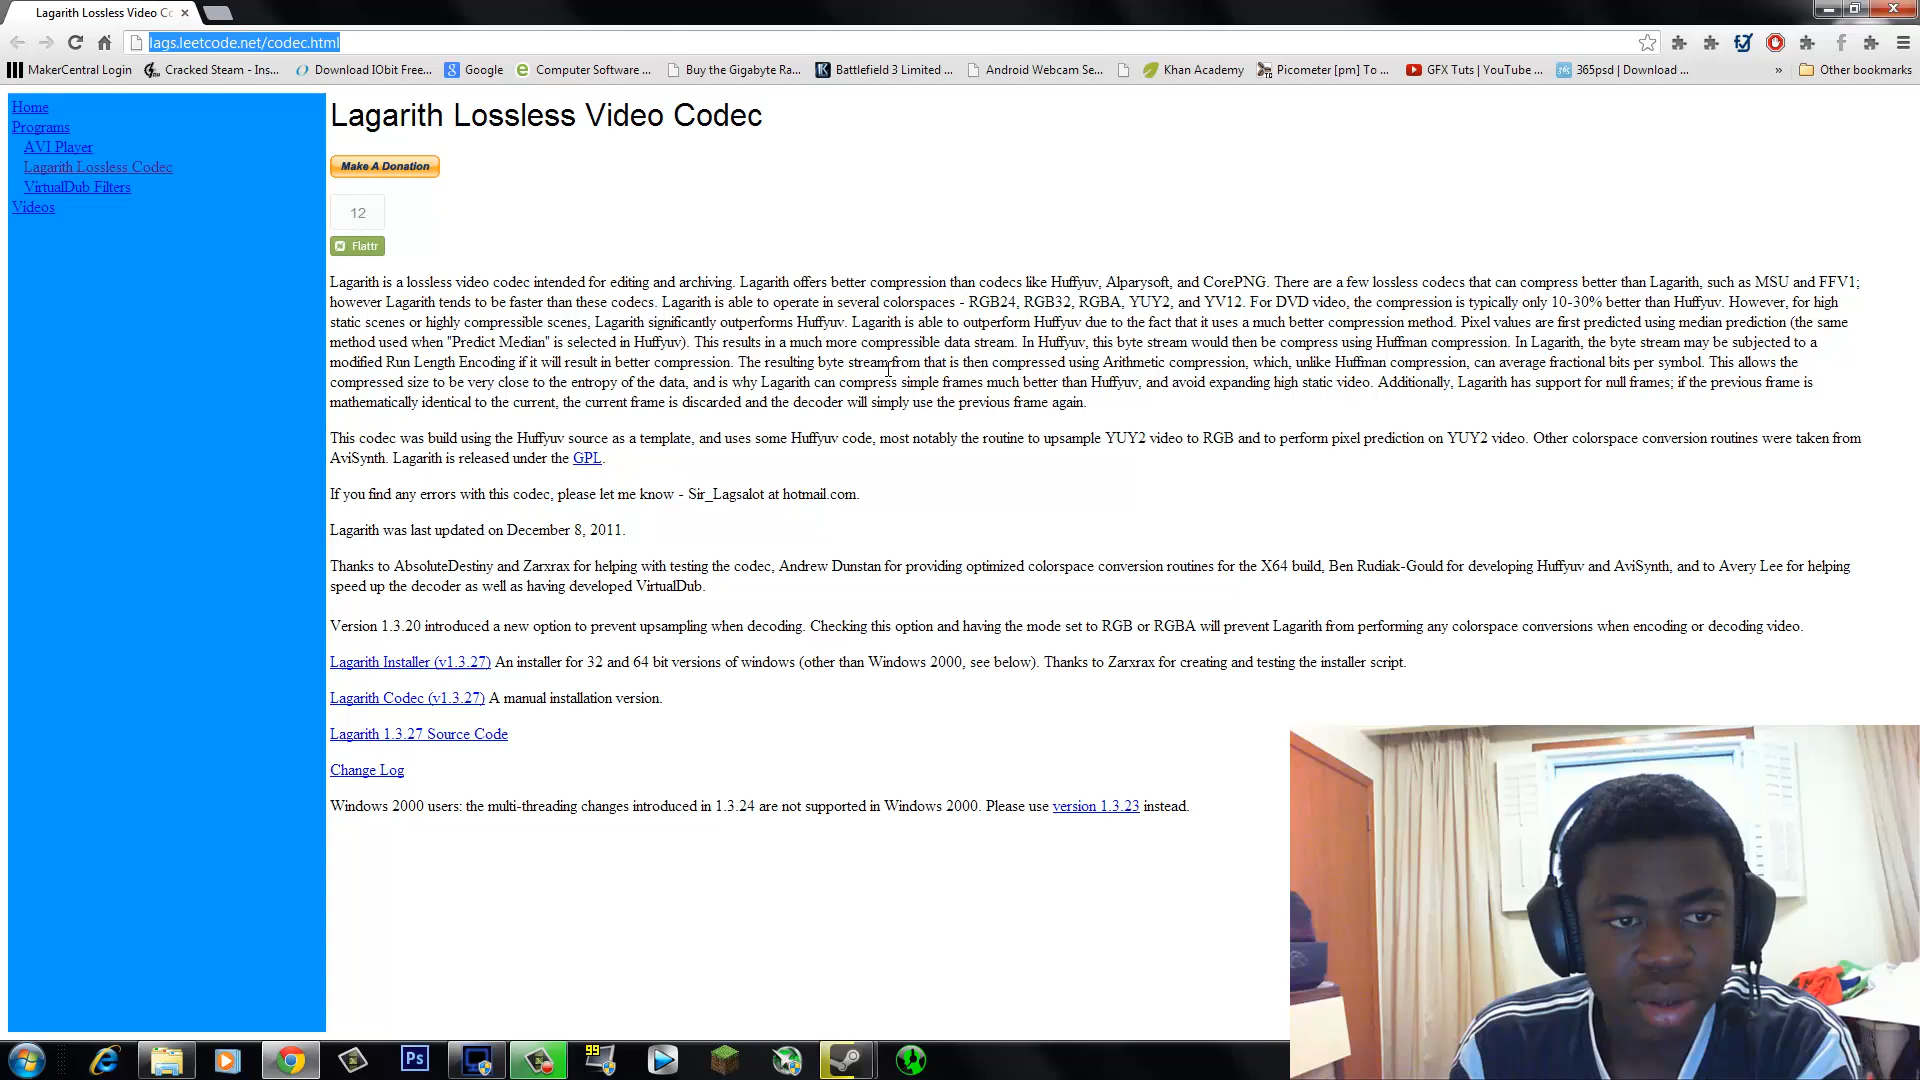 Lagarith Lossless Video Cc
lags.leetcode.net/codec.html
MakerCentral Login Cracked Steam - Ins... Download IObit Free... Google Computer Software ... Buy the Gigabyte Ra... Battlefield 3 Limited ... Android Webcam Se... Khan Academy Picometer [pm] To ... GFX Tuts | YouTube ... 365psd | Download ... » Other bookmarks
Home
Programs
AVI Player
Lagarith Lossless Codec
VirtualDub Filters
Videos
Lagarith Lossless Video Codec
Make A Donation
12
Flattr
Lagarith is a lossless video codec intended for editing and archiving. Lagarith offers better compression than codecs like Huffyuv, Alparysoft, and CorePNG. There are a few lossless codecs that can compress better than Lagarith, such as MSU and FFV1;
however Lagarith tends to be faster than these codecs. Lagarith is able to operate in several colorspaces - RGB24, RGB32, RGBA, YUY2, and YV12. For DVD video, the compression is typically only 10-30% better than Huffyuv. However, for high
static scenes or highly compressible scenes, Lagarith significantly outperforms Huffyuv. Lagarith is able to outperform Huffyuv due to the fact that it uses a much better compression method. Pixel values are first predicted using median prediction (the same
method used when "Predict Median" is selected in Huffyuv). This results in a much more compressible data stream. In Huffyuv, this byte stream would then be compress using Huffman compression. In Lagarith, the byte stream may be subjected to a
modified Run Length Encoding if it will result in better compression. The resulting byte stream from that is then compressed using Arithmetic compression, which, unlike Huffman compression, can average fractional bits per symbol. This allows the
compressed size to be very close to the entropy of the data, and is why Lagarith can compress simple frames much better than Huffyuv, and avoid expanding high static video. Additionally, Lagarith has support for null frames; if the previous frame is
mathematically identical to the current, the current frame is discarded and the decoder will simply use the previous frame again.
This codec was build using the Huffyuv source as a template, and uses some Huffyuv code, most notably the routine to upsample YUY2 video to RGB and to perform pixel prediction on YUY2 video. Other colorspace conversion routines were taken from
AviSynth. Lagarith is released under the GPL.
If you find any errors with this codec, please let me know - Sir_Lagsalot at hotmail.com.
Lagarith was last updated on December 8, 2011.
Thanks to AbsoluteDestiny and Zarxrax for helping with testing the codec, Andrew Dunstan for providing optimized colorspace conversion routines for the X64 build, Ben Rudiak-Gould for developing Huffyuv and AviSynth, and to Avery Lee for helping
speed up the decoder as well as having developed VirtualDub.
Version 1.3.20 introduced a new option to prevent upsampling when decoding. Checking this option and having the mode set to RGB or RGBA will prevent Lagarith from performing any colorspace conversions when encoding or decoding video.
Lagarith Installer (v1.3.27) An installer for 32 and 64 bit versions of windows (other than Windows 2000, see below). Thanks to Zarxrax for creating and testing the installer script.
Lagarith Codec (v1.3.27) A manual installation version.
Lagarith 1.3.27 Source Code
Change Log
Windows 2000 users: the multi-threading changes introduced in 1.3.24 are not supported in Windows 2000. Please use version 1.3.23 instead.
Ps
99